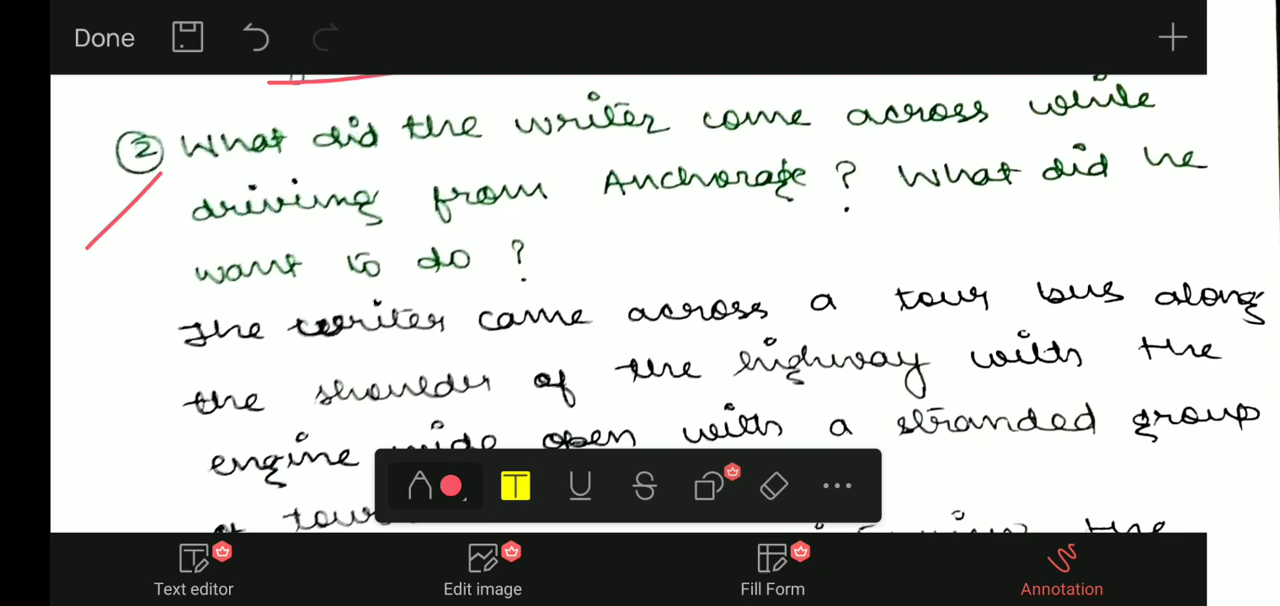 Done
② What did the writer come across while
driving from Anchorage? What did he
want to do?
The writer came across a tour bus along
the shoulder of the highway with the
engine wide open with a stranded group
the
T
U
S
Text editor
Edit image
Fill Form
Annotation